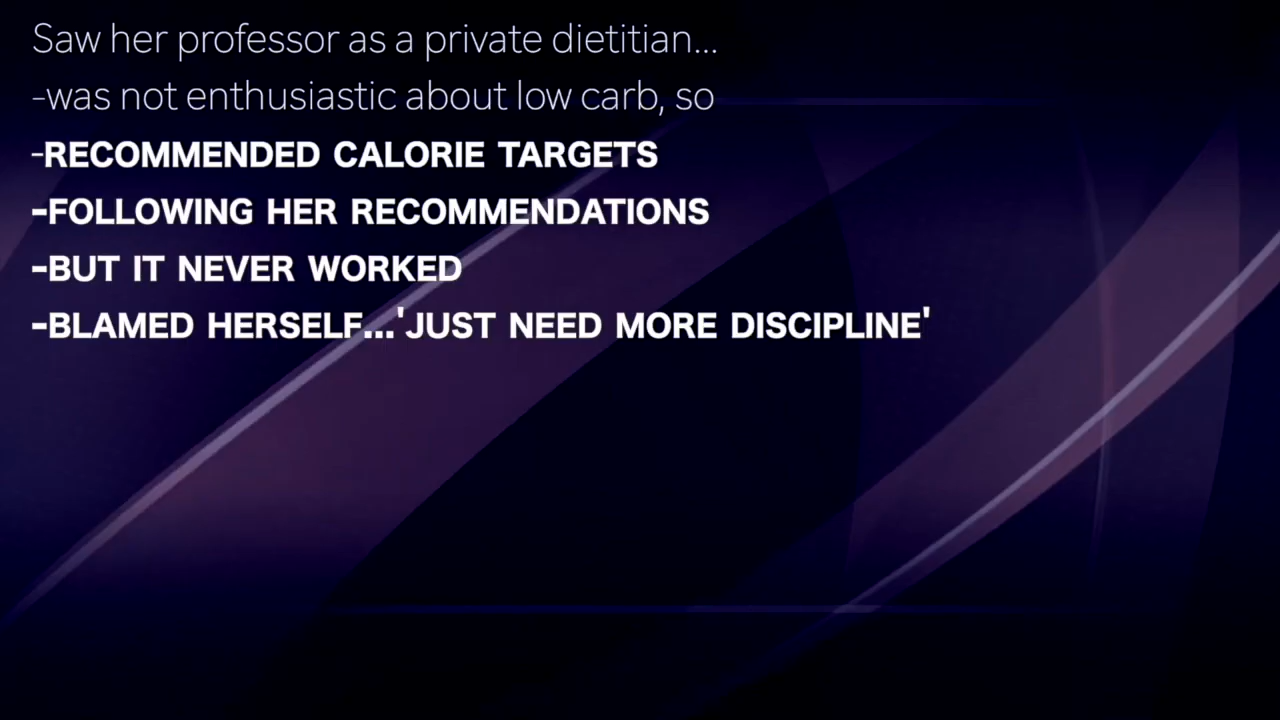 Saw her professor as a private dietitian...
-was not enthusiastic about low carb, so
-RECOMMENDED CALORIE TARGETS
-FOLLOWING HER RECOMMENDATIONS
-BUT IT NEVER WORKED
-BLAMED HERSELF...'JUST NEED MORE DISCIPLINE'